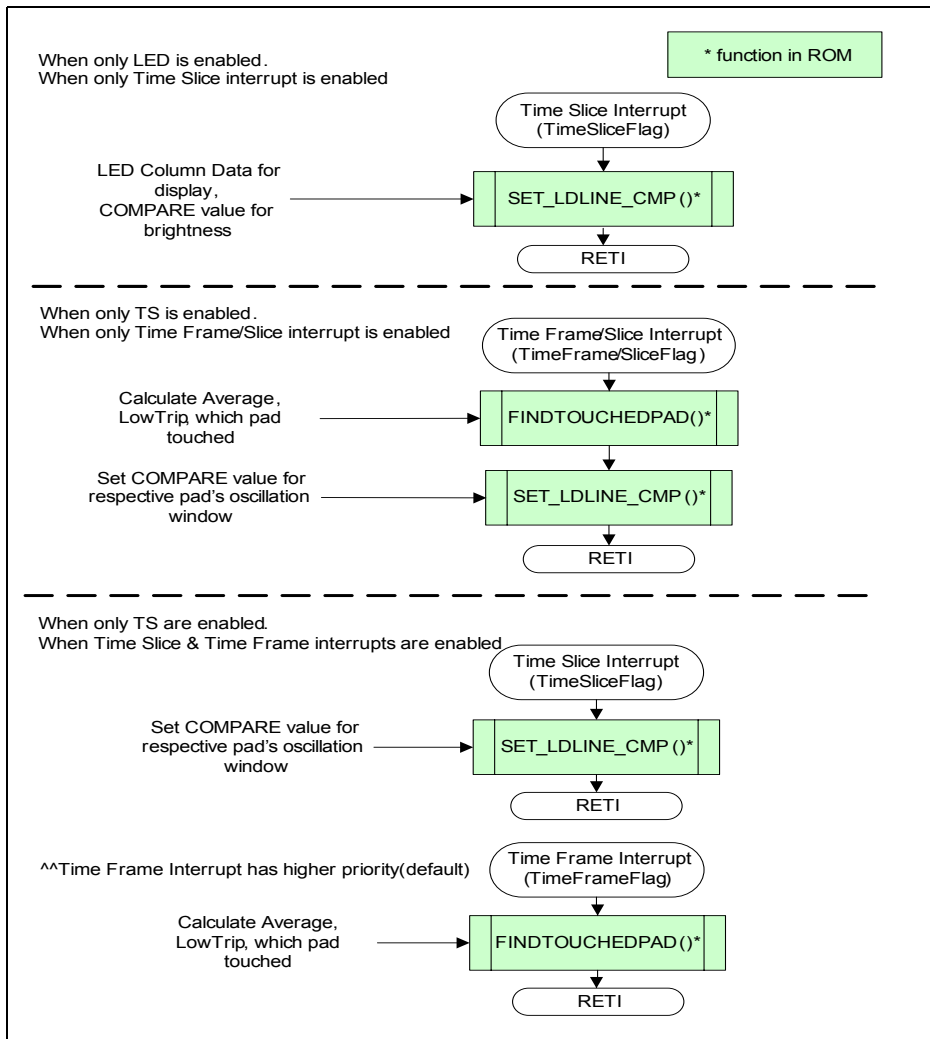 When only LED is enabled.
When only Time Slice interrupt is enabled
* function in ROM
Time Slice Interrupt
(TimeSliceFlag)
LED Column Data for
display,
COMPARE value for
brightness
SET_LDLINE_CMP ()*
RETI
When only TS is enabled.
When only Time Frame/Slice interrupt is enabled
Time Frame/Slice Interrupt
(TimeFrame/SliceFlag)
Calculate Average,
LowTrip, which pad
touched
FINDTOUCHEDPAD()*
Set COMPARE value for
respective pad's oscillation
window
SET_LDLINE_CMP ()*
RETI
When only TS are enabled.
When Time Slice & Time Frame interrupts are enabled
Time Slice Interrupt
(TimeSliceFlag)
Set COMPARE value for
respective pad's oscillation
window
SET_LDLINE_CMP ()*
RETI
^^Time Frame Interrupt has higher priority(default)
Time Frame Interrupt
(TimeFrameFlag)
Calculate Average,
LowTrip, which pad
touched
FINDTOUCHEDPAD()*
RETI